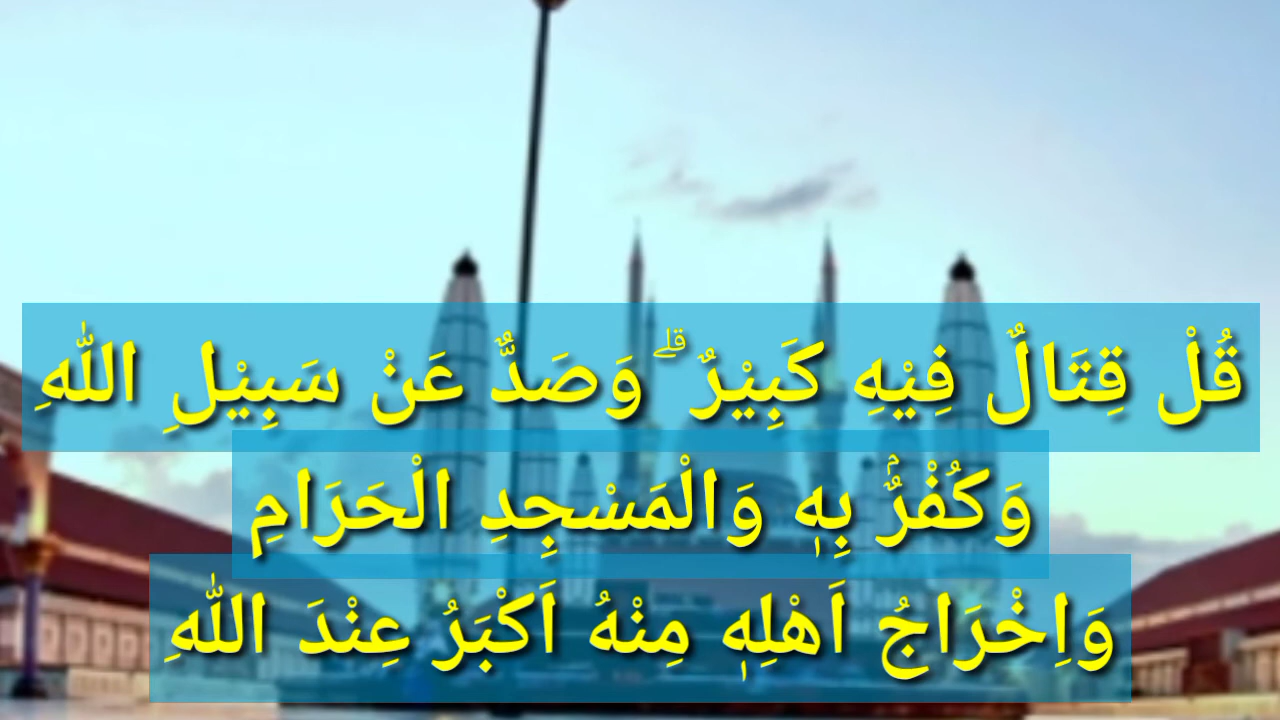 قُلْ قِتَالٌ فِيْهِ كَبِيْرٌ ۗ وَصَدٌّ عَنْ سَبِيْلِ اللّٰهِ
وَكُفْرٌۢ بِهٖ وَالْمَسْجِدِ الْحَرَامِ
وَاِخْرَاجُ اَهْلِهٖ مِنْهُ اَكْبَرُ عِنْدَ اللّٰهِ